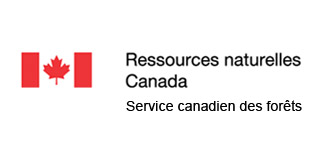 Ressources naturelles
Canada
Service canadien des forêts